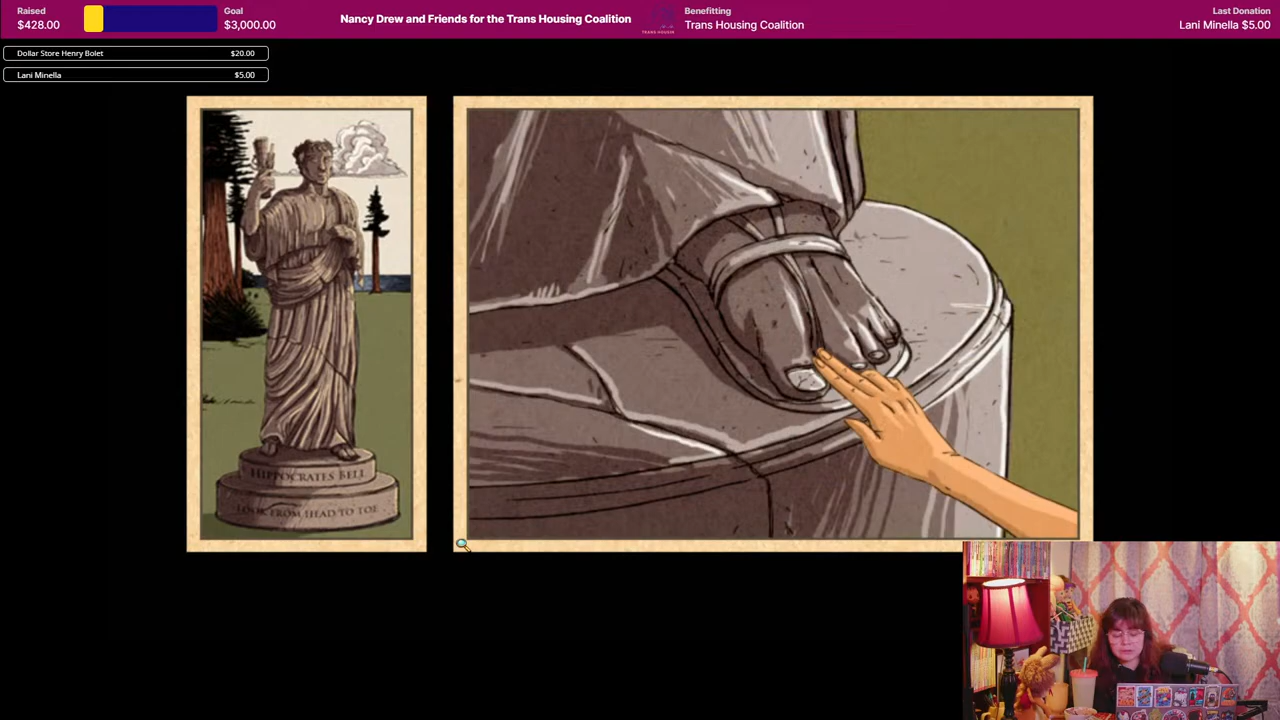 Raised
$428.00
Goal
$3,000.00
Nancy Drew and Friends for the Trans Housing Coalition
TRANS HOUSIN
Benefitting
Trans Housing Coalition
Last Donation
Lani Minella $5.00
Dollar Store Henry Bolet $20.00
Lani Minella $5.00
HIPPOCRATES BELL
LOOK FROM HEAD TO TOE